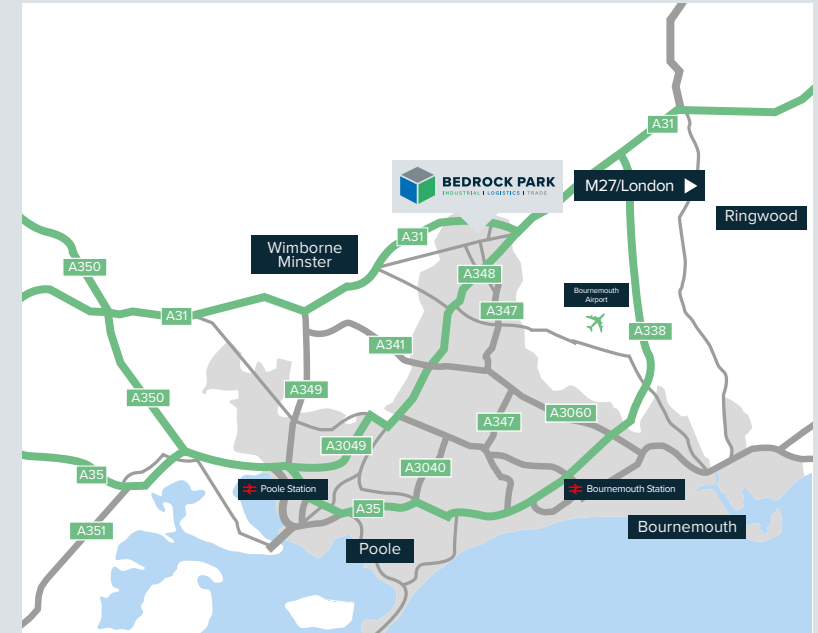 A31
BEDROCK PARK
INDUSTRIAL | LOGISTICS | TRADE
M27/London
Ringwood
A31
Wimborne
Minster
A350
A348
Bournemouth
Airport
A347
A31
A338
A341
A349
A350
A3060
A347
A3049
A3040
A35
Poole Station
Bournemouth Station
A35
A351
Bournemouth
Poole